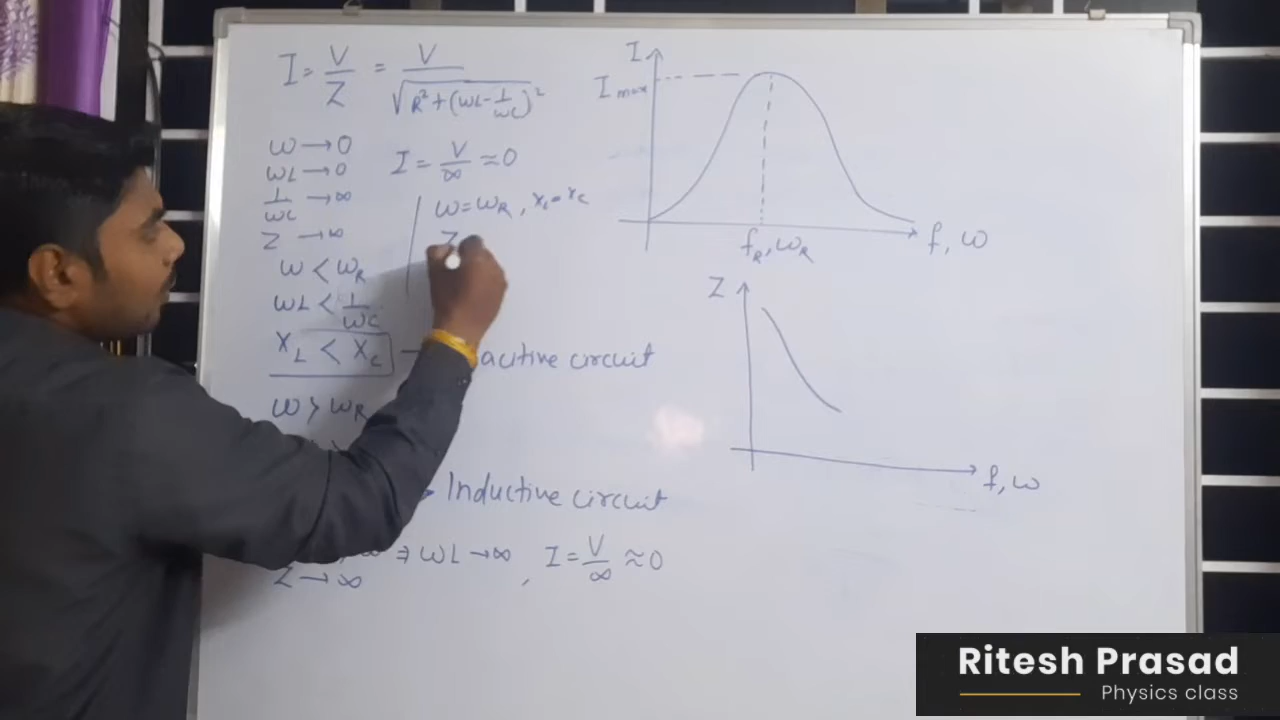 I = V/Z = V/√(R² + (ωL - 1/ωC)²)
ω → 0
ωL → 0
1/ωC → ∞
Z → ∞
I = V/∞ ≈ 0
ω = ωR, XL = XC
Z
ω < ωR
ωL < 1/ωC
XL < XC → acitive circuit
ω > ωR
→ Inductive circuit
⇒ ωL → ∞, I = V/∞ ≈ 0
Z → ∞
I
I max
fR, ωR
f, ω
Z
f, ω
Ritesh Prasad
Physics class